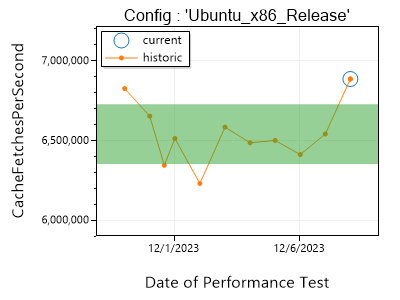 Config : 'Ubuntu_x86_Release'
current
historic
7,000,000
6,500,000
6,000,000
CacheFetchesPerSecond
12/1/2023
12/6/2023
Date of Performance Test